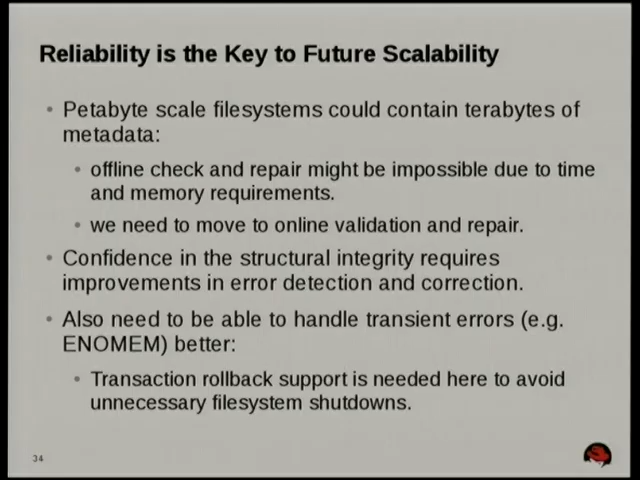 Reliability is the Key to Future Scalability
• Petabyte scale filesystems could contain terabytes of
metadata:
• offline check and repair might be impossible due to time
and memory requirements.
• we need to move to online validation and repair.
• Confidence in the structural integrity requires
improvements in error detection and correction.
• Also need to be able to handle transient errors (e.g.
ENOMEM) better:
• Transaction rollback support is needed here to avoid
unnecessary filesystem shutdowns.
34